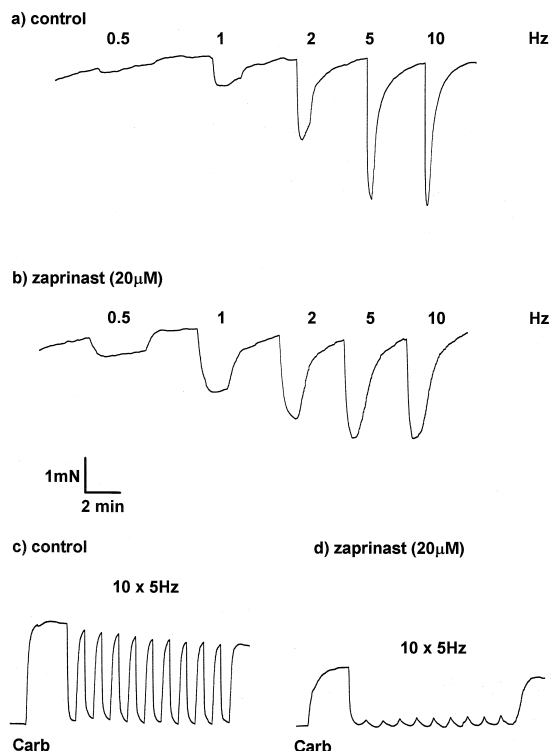 a) control
0.5 1 2 5 10 Hz
b) zaprinast (20μM)
0.5 1 2 5 10 Hz
1mN
2 min
c) control d) zaprinast (20μM)
10 x 5Hz
10 x 5Hz
Carb Carb